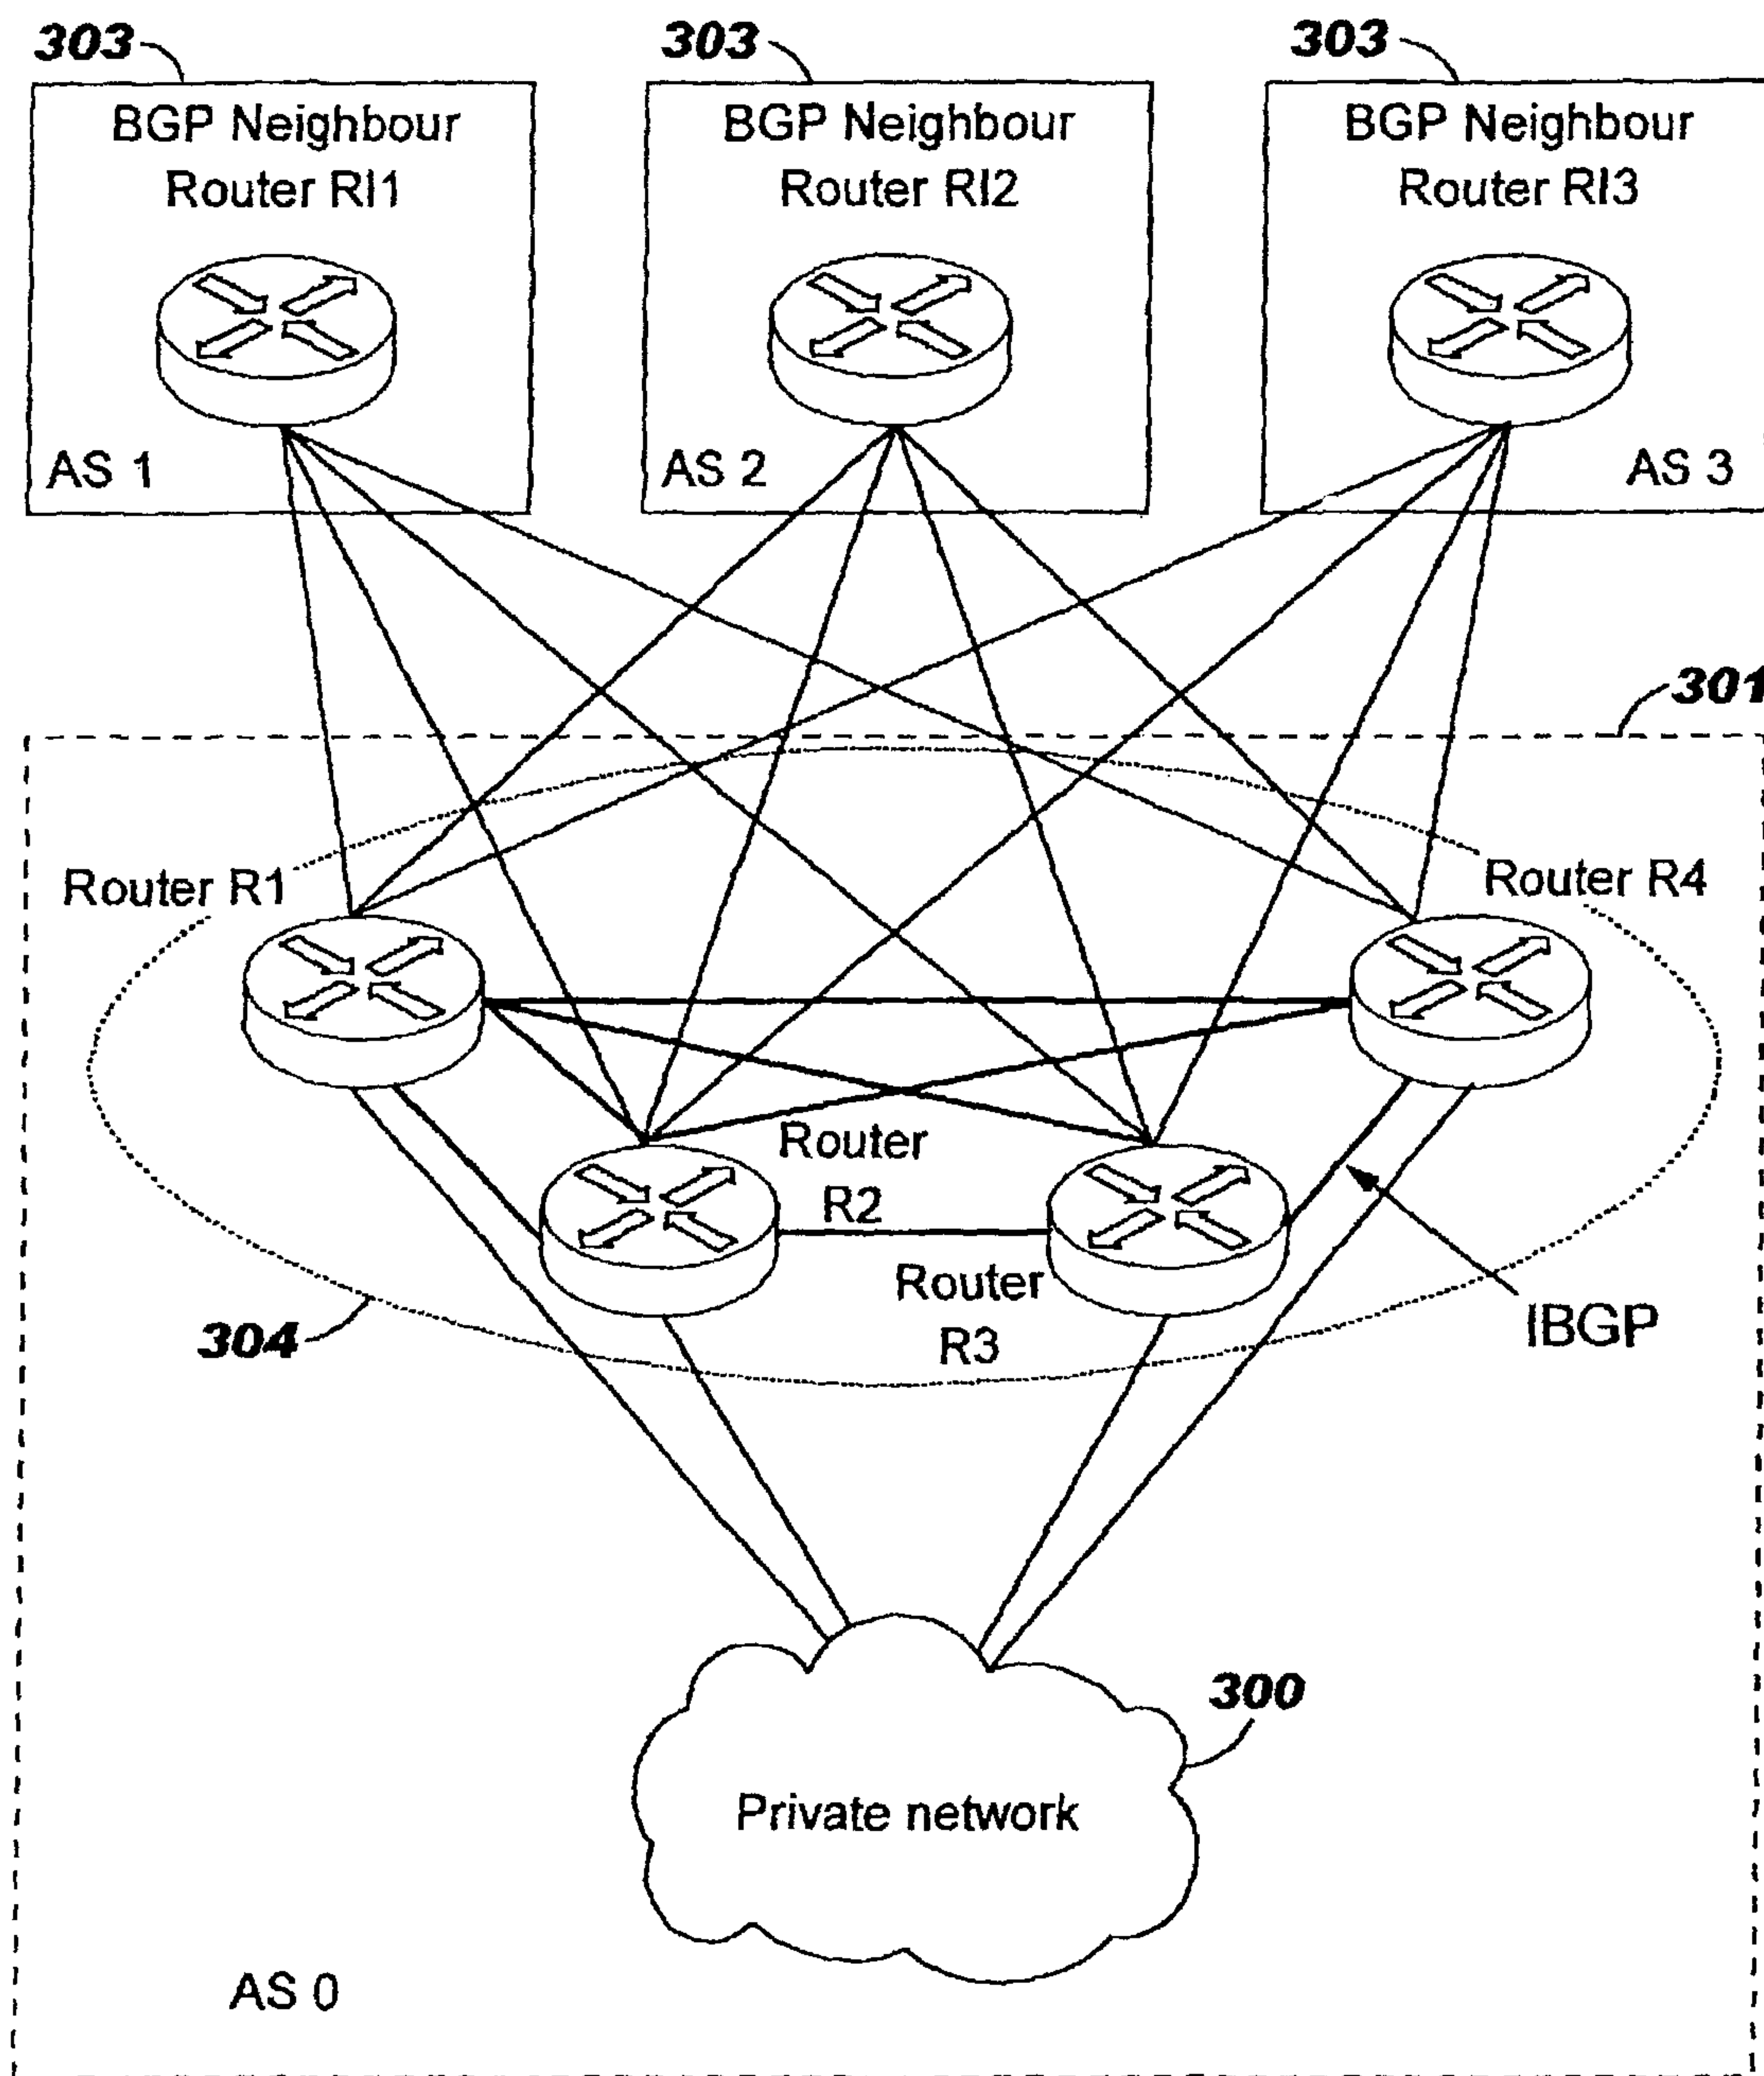 303
303
303
BGP Neighbour
Router RI1
BGP Neighbour
Router RI2
BGP Neighbour
Router RI3
AS 1
AS 2
AS 3
301
Router R1
Router R4
Router
R2
Router
R3
IBGP
304
300
Private network
AS 0